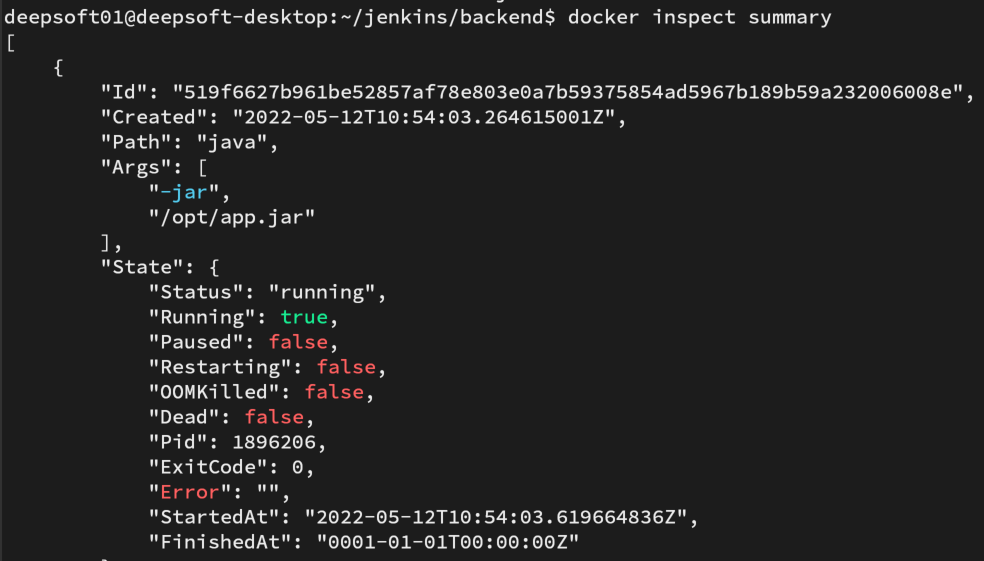 deepsoft01@deepsoft-desktop:~/jenkins/backend$ docker inspect summary
[
    {
        "Id": "519f6627b961be52857af78e803e0a7b59375854ad5967b189b59a232006008e",
        "Created": "2022-05-12T10:54:03.264615001Z",
        "Path": "java",
        "Args": [
            "-jar",
            "/opt/app.jar"
        ],
        "State": {
            "Status": "running",
            "Running": true,
            "Paused": false,
            "Restarting": false,
            "OOMKilled": false,
            "Dead": false,
            "Pid": 1896206,
            "ExitCode": 0,
            "Error": "",
            "StartedAt": "2022-05-12T10:54:03.619664836Z",
            "FinishedAt": "0001-01-01T00:00:00Z"